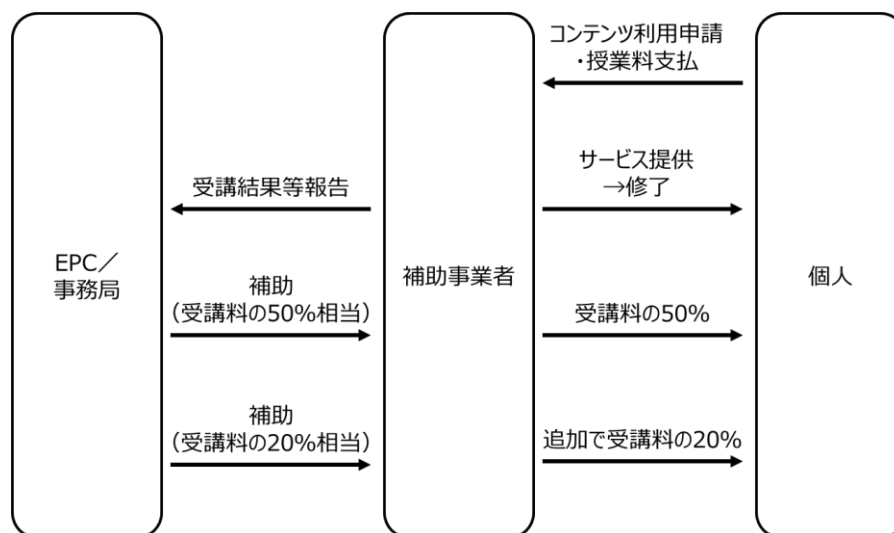 コンテンツ利用申請
・授業料支払
サービス提供
→修了
受講結果等報告
EPC／
事務局
補助事業者
個人
補助
（受講料の50%相当）
受講料の50%
補助
（受講料の20%相当）
追加で受講料の20%